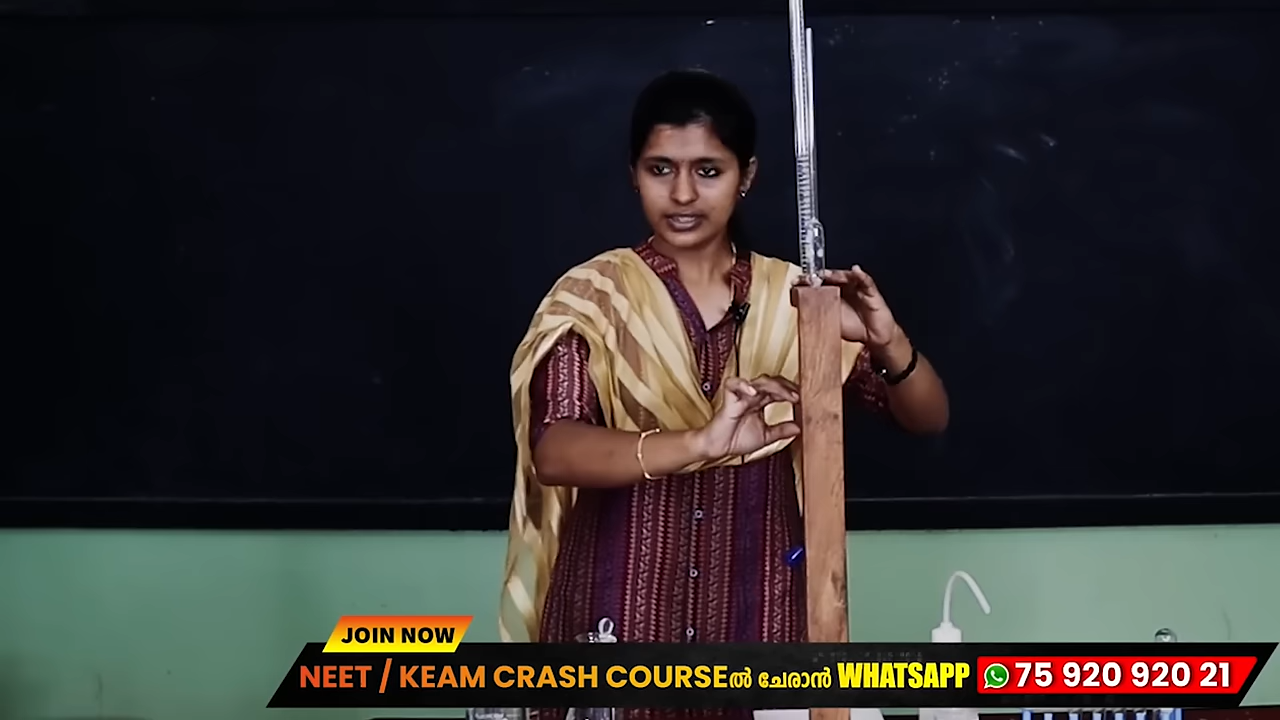 JOIN NOW
NEET / KEAM CRASH COURSEൽ ചേരാൻ WHATSAPP 75 920 920 21